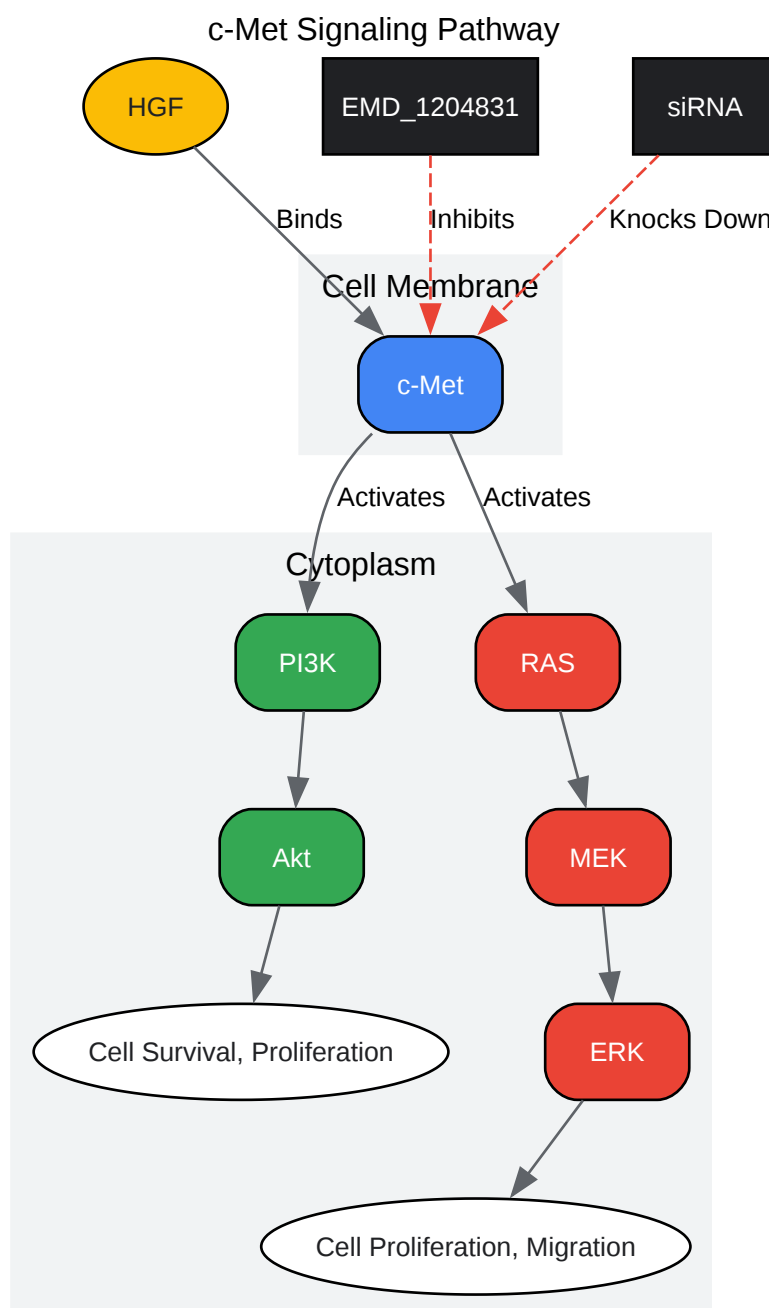 c-Met Signaling Pathway
HGF
EMD_1204831
siRNA
Binds
Inhibits
Knocks Down
Cell Membrane
c-Met
Activates
Activates
Cytoplasm
PI3K
RAS
Akt
MEK
Cell Survival, Proliferation
ERK
Cell Proliferation, Migration